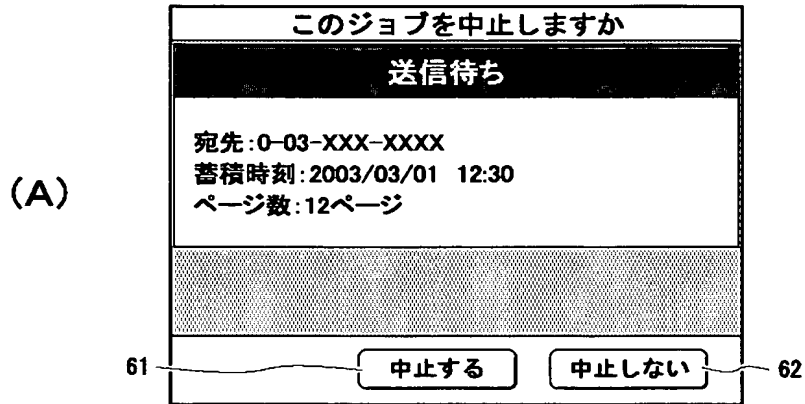 このジョブを中止しますか
送信待ち
宛先:0-03-XXX-XXXX
蓄積時刻:2003/03/01 12:30
ページ数:12ページ
(A)
61 中止する 中止しない 62